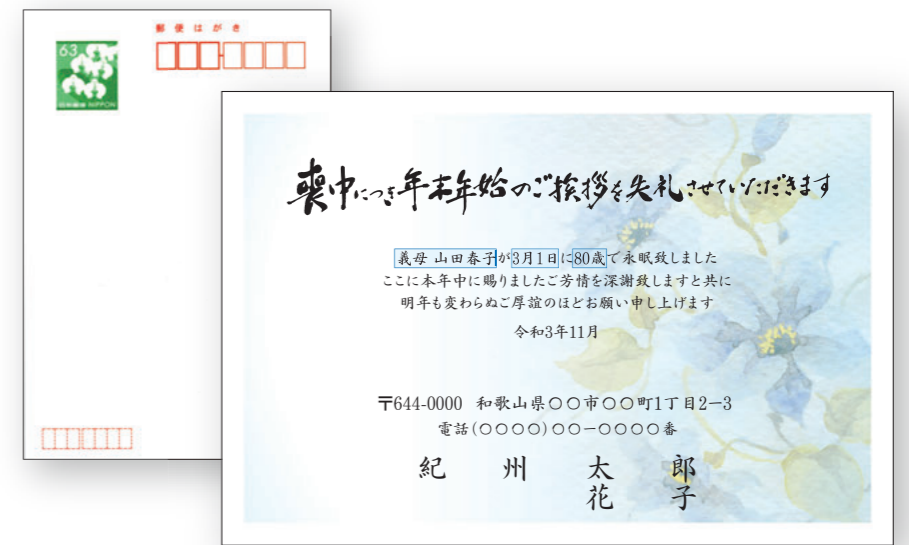 郵便はがき
63
日本郵便 NIPPON
喪中につき年末年始のご挨拶を失礼させていただきます
義母 山田春子が3月1日に80歳で永眠致しました
ここに本年中に賜りましたご芳情を深謝致しますと共に
明年も変わらぬご厚誼のほどお願い申し上げます
令和3年11月
〒644-0000 和歌山県〇〇市〇〇町1丁目2−3
電話(〇〇〇〇)〇〇−〇〇〇〇番
紀州 太郎
花子